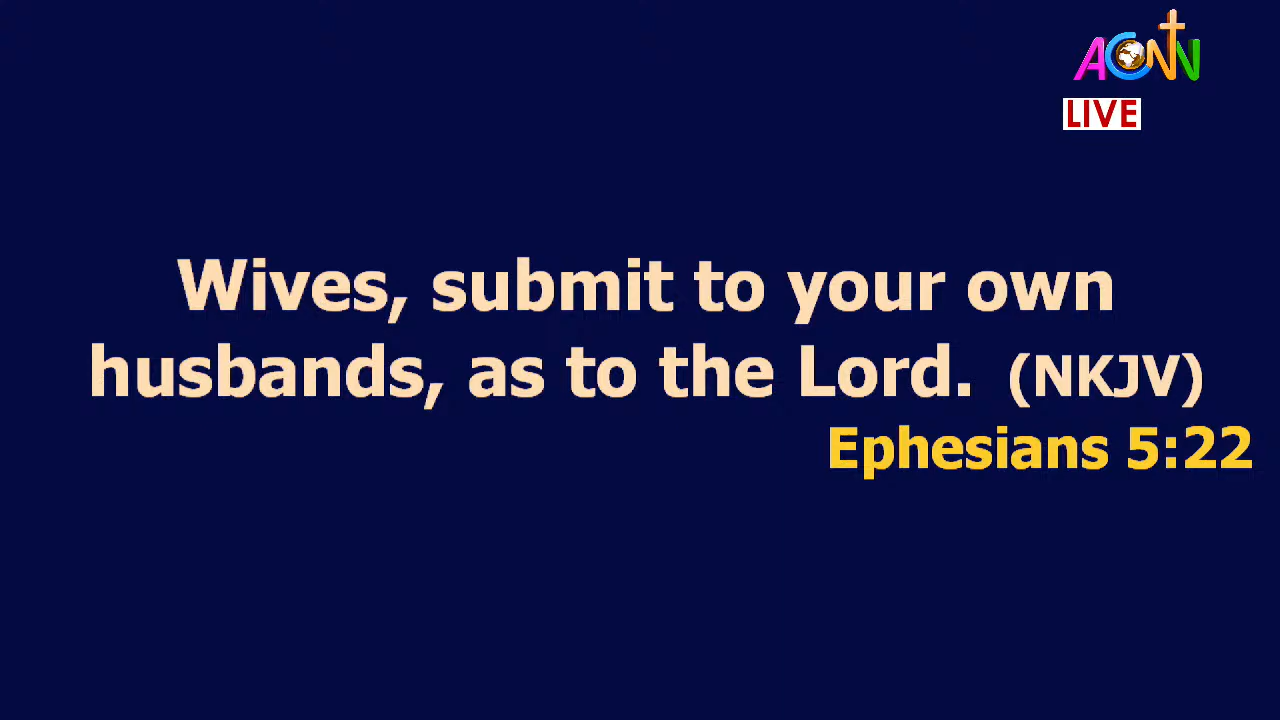 ACNN
LIVE
Wives, submit to your own
husbands, as to the Lord. (NKJV)
Ephesians 5:22